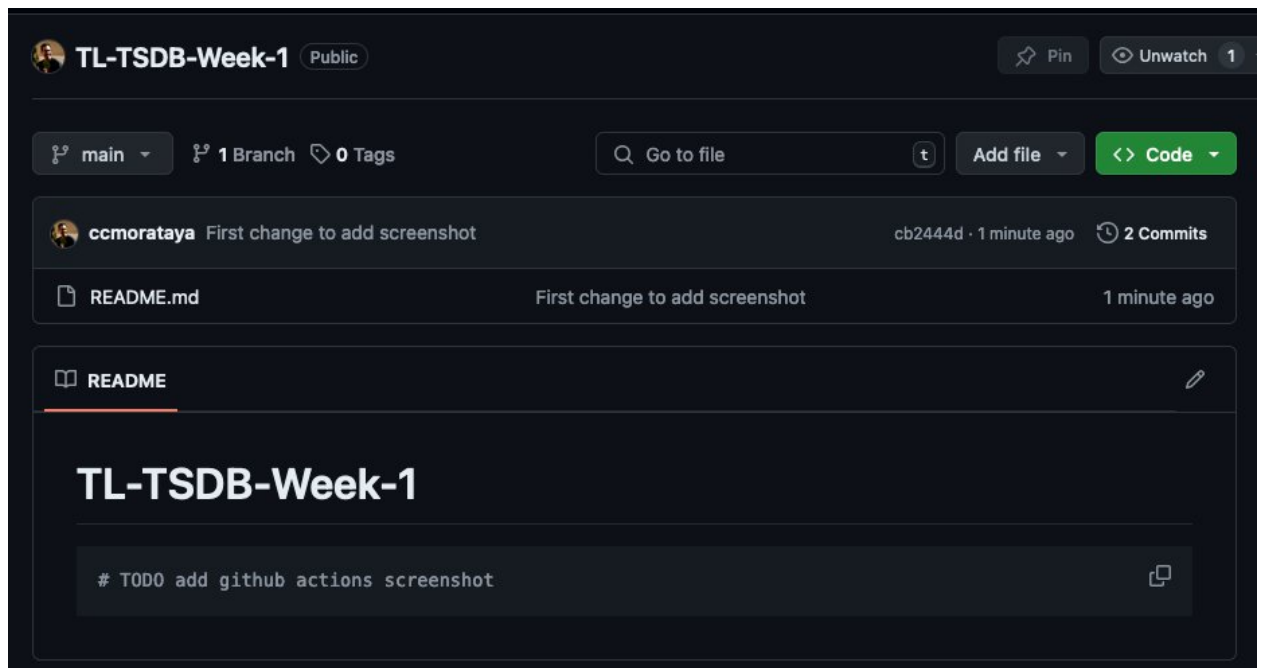 TL-TSDB-Week-1 Public Pin Unwatch 1
main 1 Branch 0 Tags Go to file t Add file <> Code
ccmorataya First change to add screenshot cb2444d · 1 minute ago 2 Commits
README.md First change to add screenshot 1 minute ago
README
TL-TSDB-Week-1
# TODO add github actions screenshot